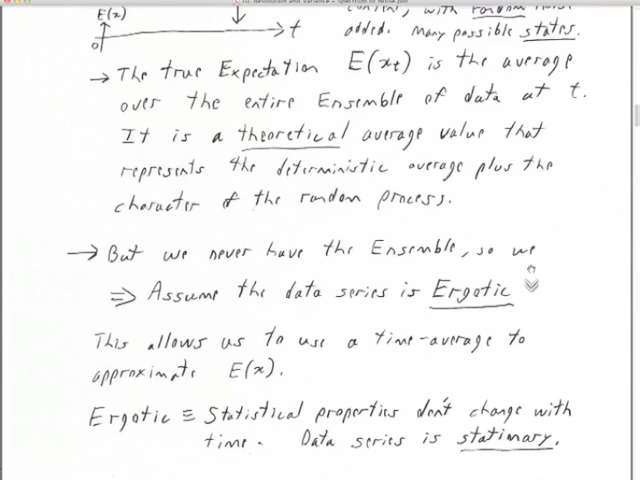 E(x)
with random
o
t
added. Many possible states.
→ The true Expectation E(xt) is the average
over the entire Ensemble of data at t.
It is a theoretical average value that
represents the deterministic average plus the
character of the random process.
→ But we never have the Ensemble, so we
⇒ Assume the data series is Ergotic
This allows us to use a time-average to
approximate E(x).
Ergotic ≡ Statistical properties don't change with
time. Data series is stationary.